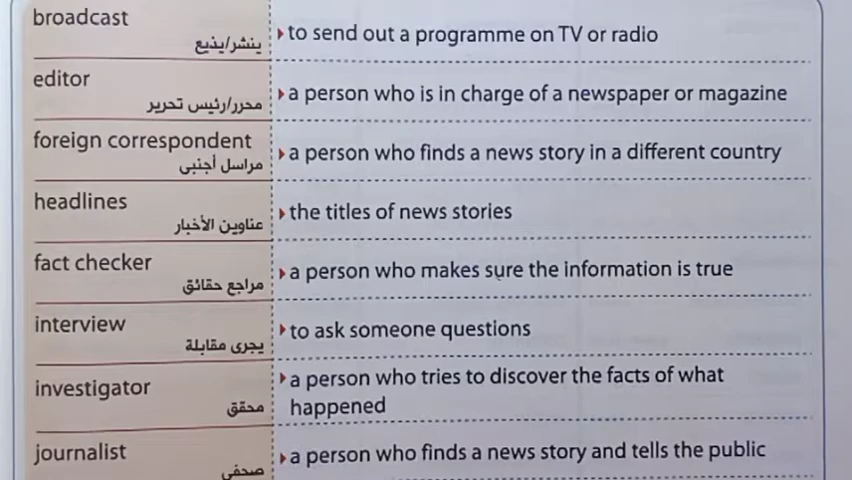 broadcast
ينشر/يذيع
to send out a programme on TV or radio
editor
محرر/رئيس تحرير
a person who is in charge of a newspaper or magazine
foreign correspondent
مراسل أجنبى
a person who finds a news story in a different country
headlines
عناوين الأخبار
the titles of news stories
fact checker
مراجع حقائق
a person who makes sure the information is true
interview
يجرى مقابلة
to ask someone questions
investigator
محقق
a person who tries to discover the facts of what
happened
journalist
صحفى
a person who finds a news story and tells the public